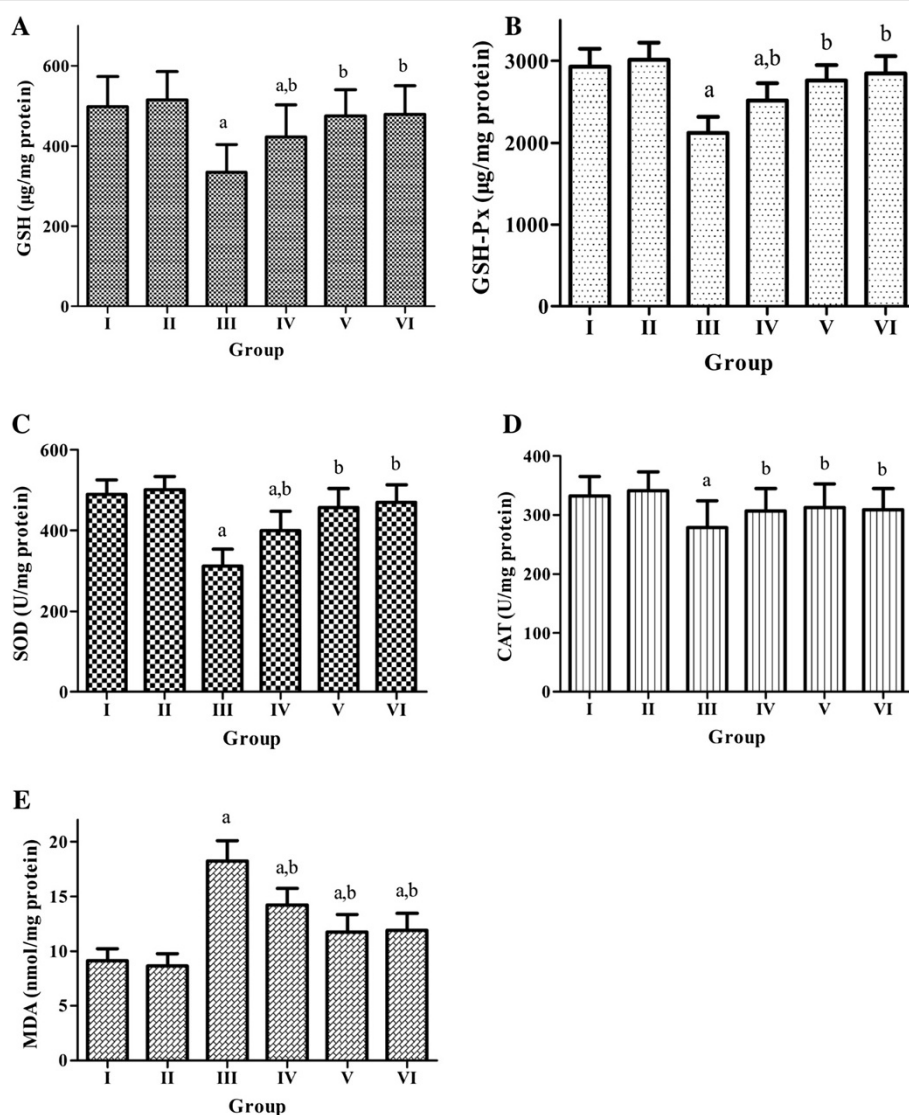 A
GSH (µg/mg protein)
600
400
200
0
a
a,b
b
b
I II III IV V VI
Group
B
GSH-Px (µg/mg protein)
3000
2000
1000
0
a
a,b
b
b
I II III IV V VI
Group
C
SOD (U/mg protein)
600
400
200
0
a
a,b
b
b
I II III IV V VI
Group
D
CAT (U/mg protein)
400
300
200
100
0
a
b
b
b
I II III IV V VI
Group
E
MDA (nmol/mg protein)
20
15
10
5
0
a
a,b
a,b
a,b
I II III IV V VI
Group